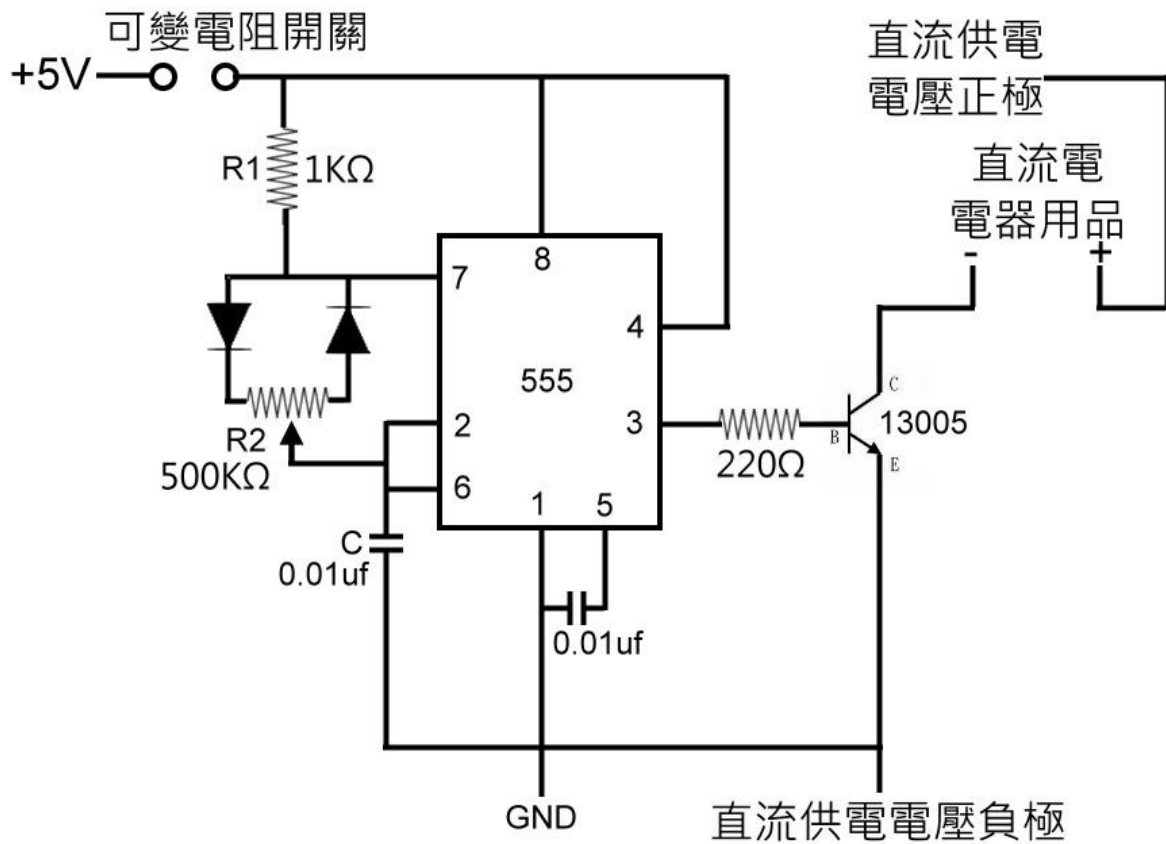 可變電阻開關
+5V
直流供電
電壓正極
直流電
電器用品
-
+
R1
1KΩ
7
8
4
555
2
3
R2
500KΩ
6
1
5
220Ω
B
C
13005
E
C
0.01uf
0.01uf
GND
直流供電電壓負極